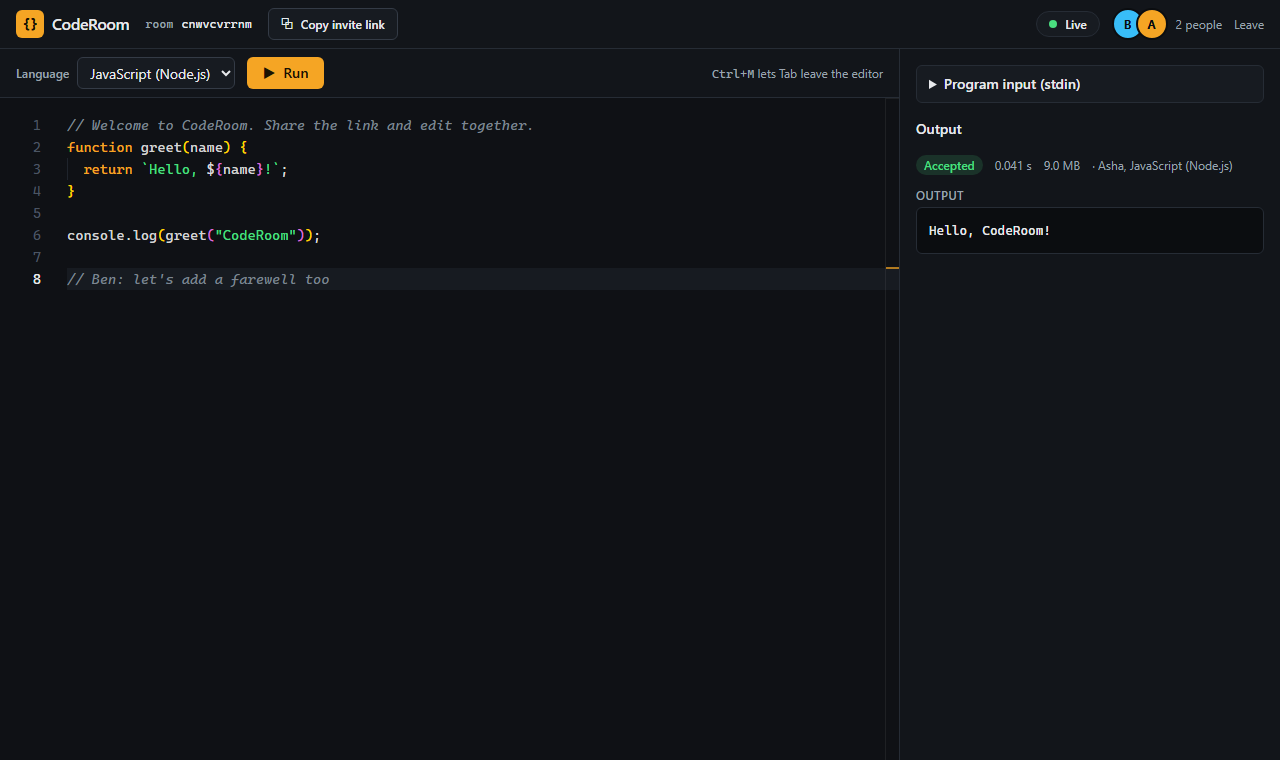 {} CodeRoom room cnwvcvrrnm Copy invite link Live B A 2 people Leave
Language JavaScript (Node.js) Run Ctrl+M lets Tab leave the editor
1 // Welcome to CodeRoom. Share the link and edit together.
2 function greet(name) {
3 return `Hello, ${name}!`;
4 }
5
6 console.log(greet("CodeRoom"));
7
8 // Ben: let's add a farewell too
Program input (stdin)
Output
Accepted 0.041 s 9.0 MB · Asha, JavaScript (Node.js)
OUTPUT
Hello, CodeRoom!